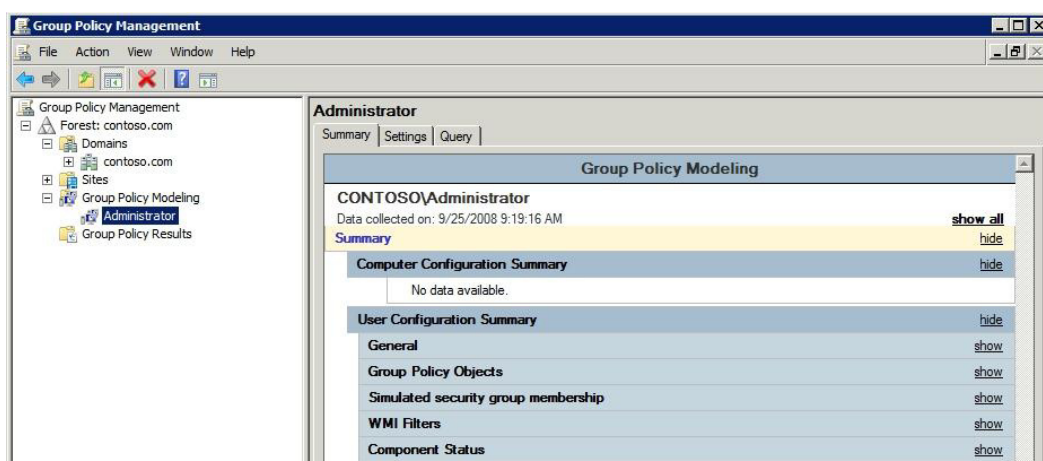 Group Policy Management
File Action View Window Help
Group Policy Management
Forest: contoso.com
Domains
contoso.com
Sites
Group Policy Modeling
Administrator
Group Policy Results
Administrator
Summary Settings Query
Group Policy Modeling
CONTOSO\Administrator
Data collected on: 9/25/2008 9:19:16 AM show all
Summary hide
Computer Configuration Summary hide
No data available.
User Configuration Summary hide
General show
Group Policy Objects show
Simulated security group membership show
WMI Filters show
Component Status show